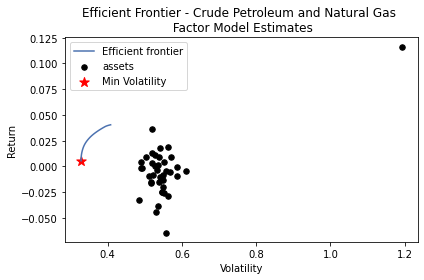 Efficient Frontier - Crude Petroleum and Natural Gas
Factor Model Estimates
Efficient frontier
assets
Min Volatility
Return
0.125
0.100
0.075
0.050
0.025
0.000
−0.025
−0.050
0.4
0.6
0.8
1.0
1.2
Volatility